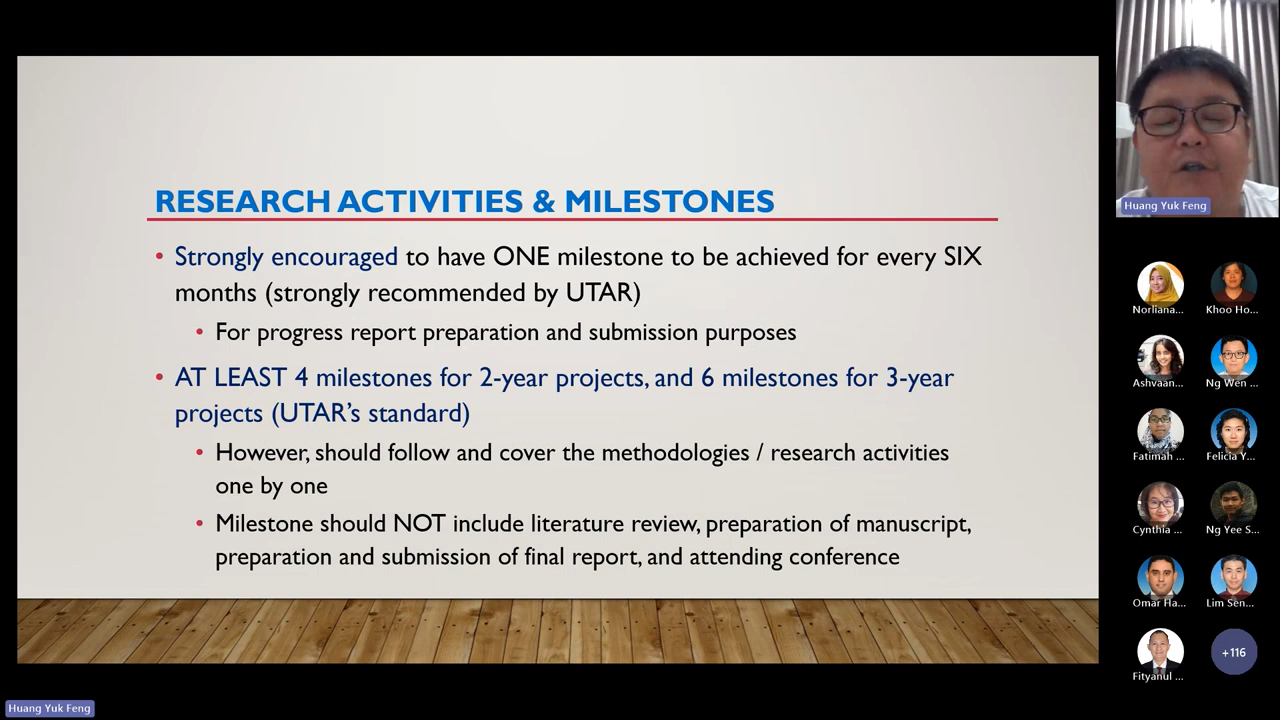 RESEARCH ACTIVITIES & MILESTONES
• Strongly encouraged to have ONE milestone to be achieved for every SIX
months (strongly recommended by UTAR)
• For progress report preparation and submission purposes
• AT LEAST 4 milestones for 2-year projects, and 6 milestones for 3-year
projects (UTAR’s standard)
• However, should follow and cover the methodologies / research activities
one by one
• Milestone should NOT include literature review, preparation of manuscript,
preparation and submission of final report, and attending conference
Huang Yuk Feng
Norliana...
Khoo Ho...
Ashvaan...
Ng Wen ...
Fatimah ...
Felicia Y...
Cynthia ...
Ng Yee S...
Omar Ha...
Lim Sen...
Fityanul ...
+116
Huang Yuk Feng